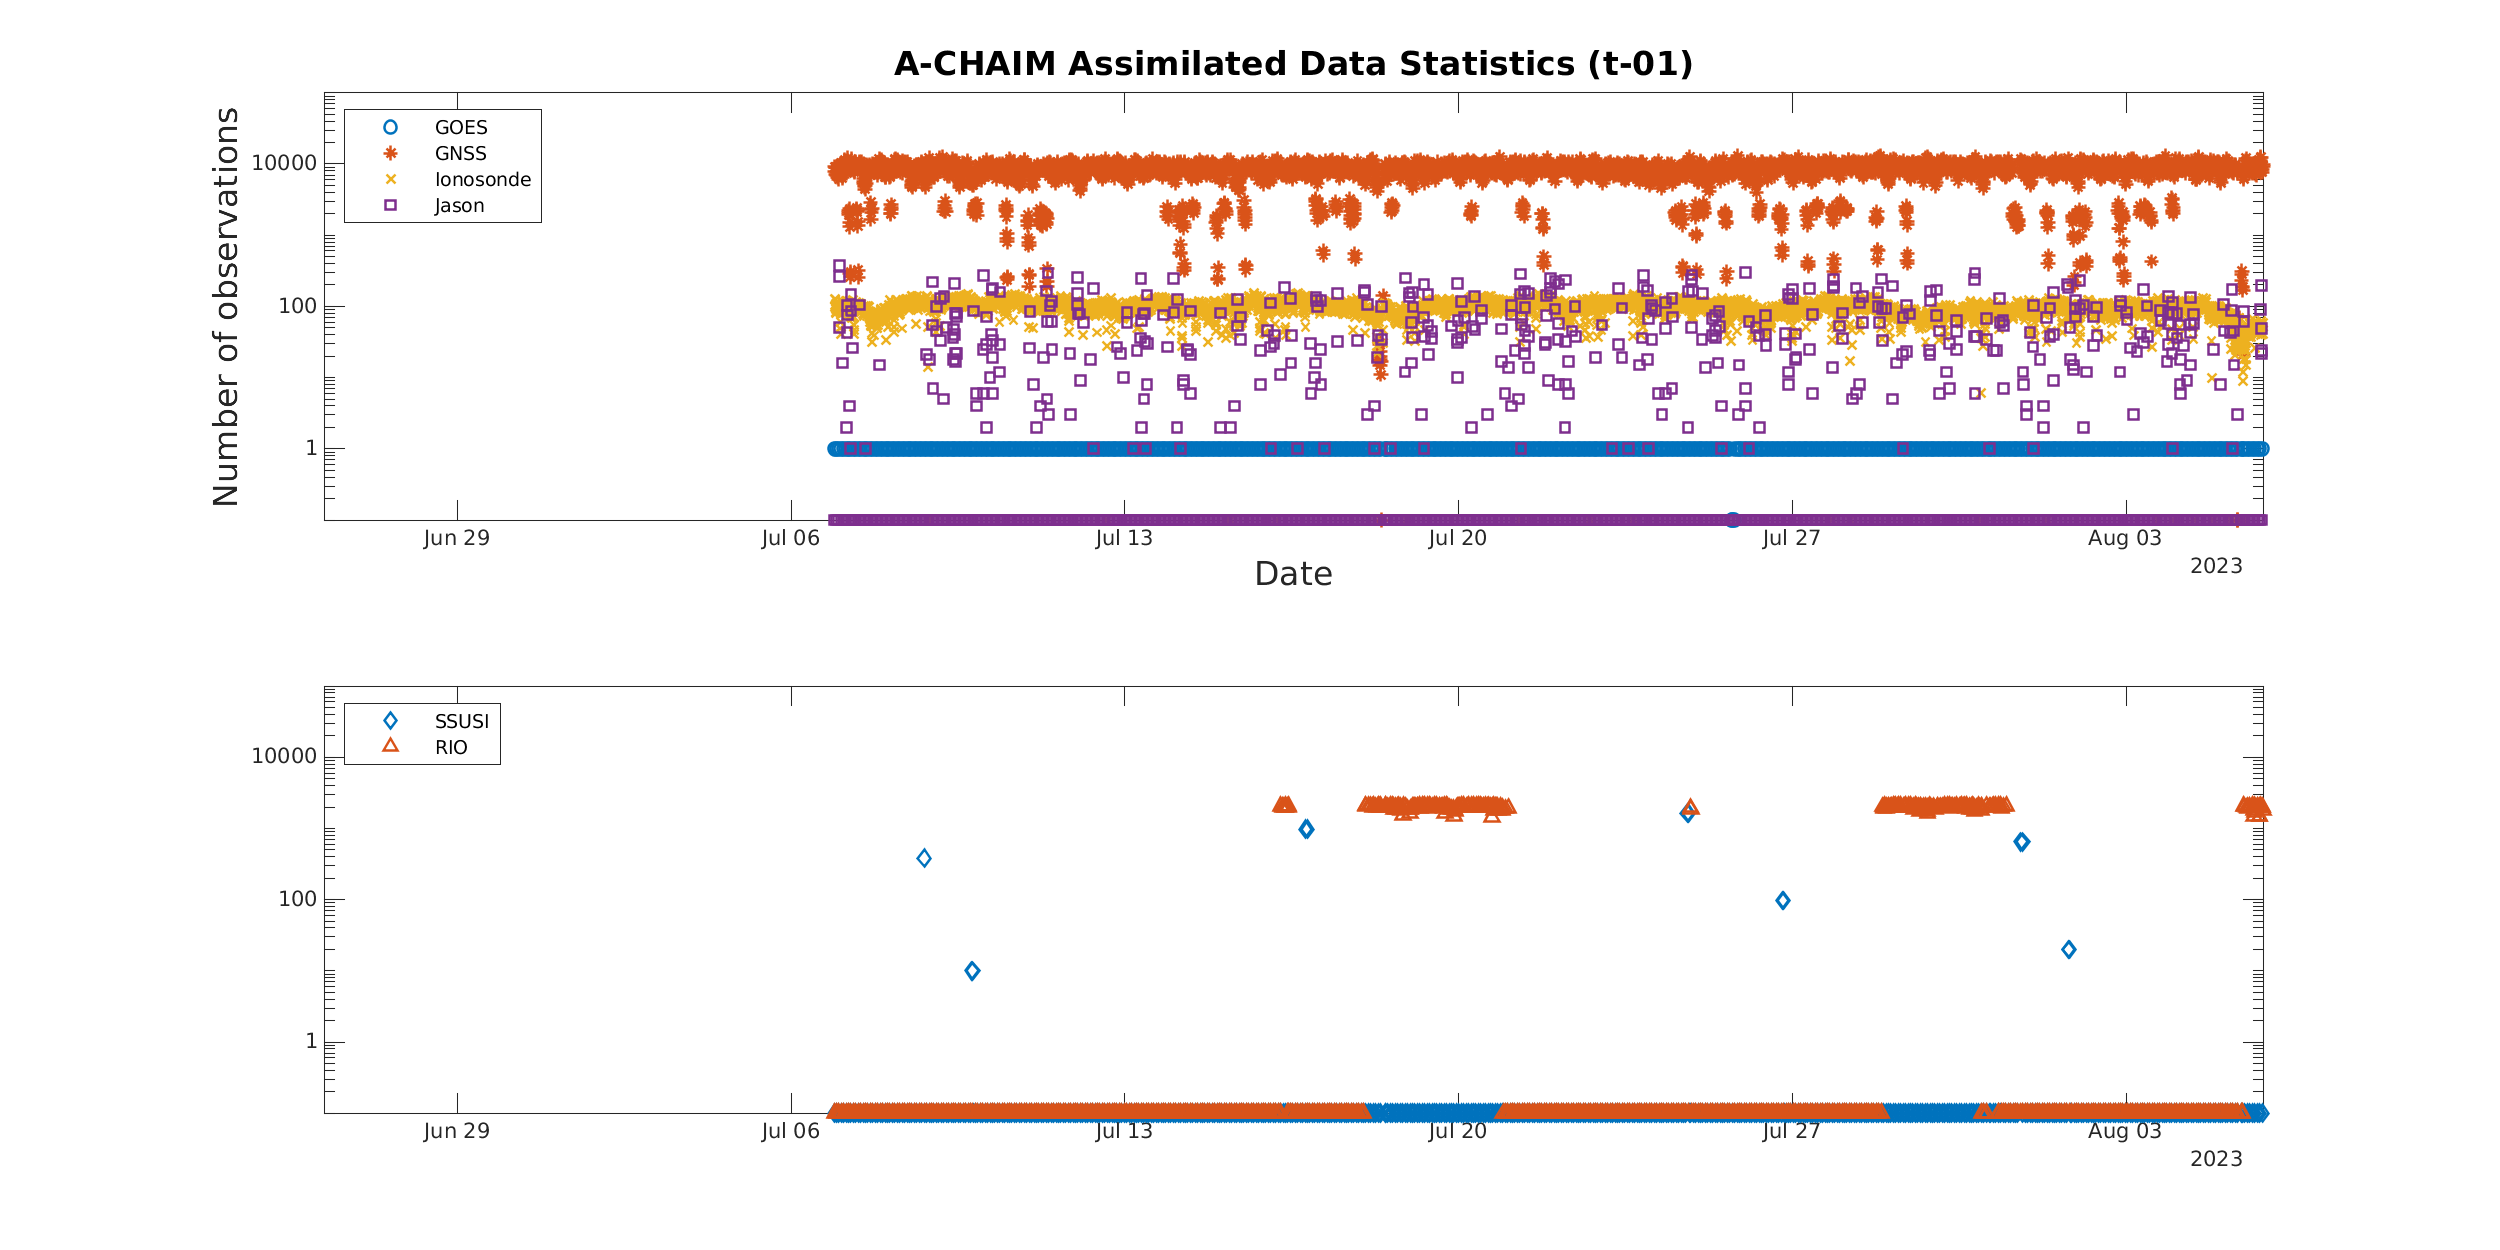 A-CHAIM Assimilated Data Statistics (t-01)
Number of observations
GOES
GNSS
Ionosonde
Jason
10000
100
1
Jun 29
Jul 06
Jul 13
Jul 20
Jul 27
Aug 03
2023
Date
SSUSI
RIO
10000
100
1
Jun 29
Jul 06
Jul 13
Jul 20
Jul 27
Aug 03
2023